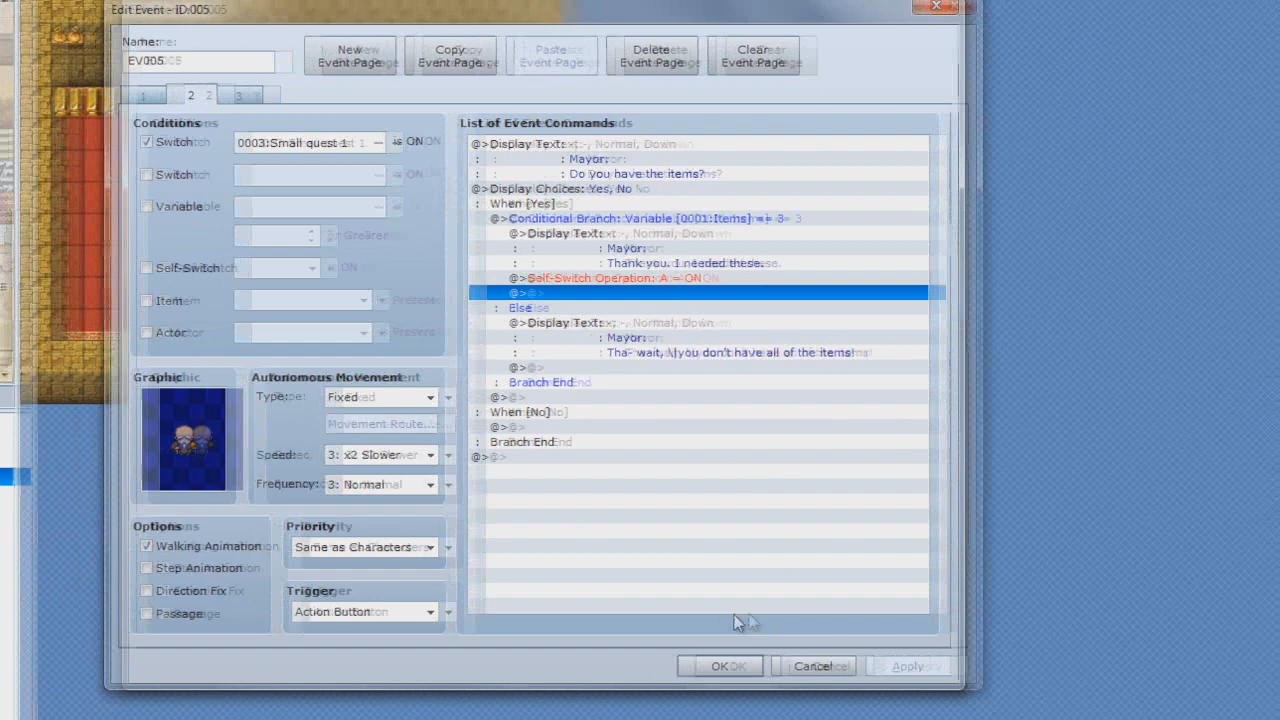 Edit Event - ID:005
Name:
EV005
New
Event Page
Copy
Event Page
Paste
Event Page
Delete
Event Page
Clear
Event Page
1
2
3
Conditions
Switch
0003:Small quest 1
is ON
Switch
Variable
Self-Switch
Item
Actor
Graphic
Autonomous Movement
Type:
Fixed
Movement Route...
Speed:
3: x2 Slower
Frequency:
3: Normal
Options
Walking Animation
Step Animation
Direction Fix
Passage
Priority
Same as Characters
Trigger
Action Button
List of Event Commands
@>Display Text: -, -, Normal, Down
: : Mayor:
: : Do you have the items?
@>Display Choices: Yes, No
: When [Yes]
@>Conditional Branch: Variable [0001:Items] == 3
@>Display Text: -, -, Normal, Down
: : Mayor:
: : Thank you. I needed these.
@>Self-Switch Operation: A = ON
@>
: Else
@>Display Text: -, -, Normal, Down
: : Mayor:
: : Tha- wait, \|you don't have all of the items!
@>
: Branch End
@>
: When [No]
@>
: Branch End
@>
OK
Cancel
Apply